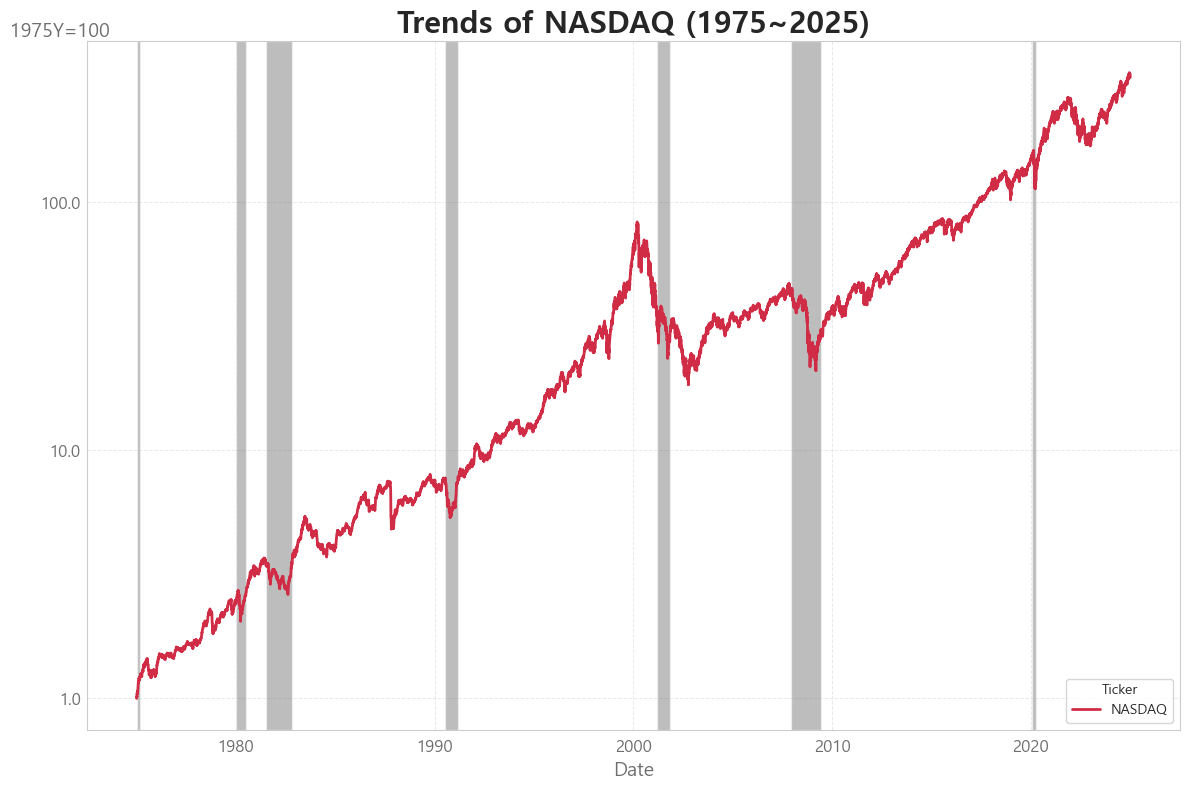 Trends of NASDAQ (1975~2025)
1975Y=100
100.0
10.0
1.0
1980 1990 2000 2010 2020
Date
Ticker
NASDAQ